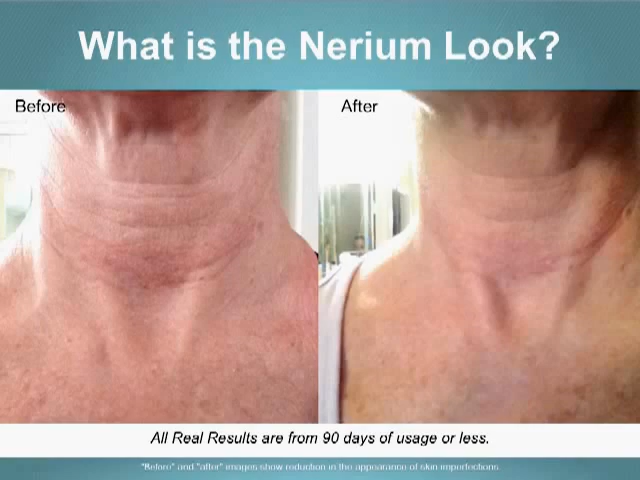 What is the Nerium Look?
Before
After
All Real Results are from 90 days of usage or less.
"Before" and "after" images show reduction in the appearance of skin imperfections.